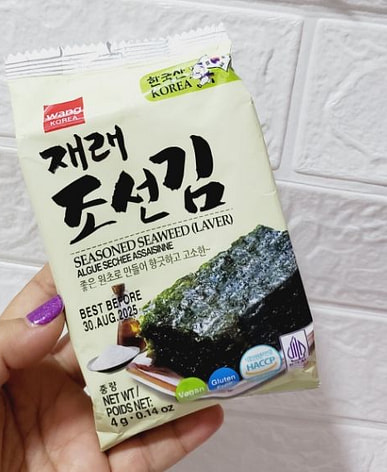 wang
KOREA
한국산
KOREA
재래
조선김
SEASONED SEAWEED (LAVER)
ALGUE SECHEE ASSAISINNE
좋은 원초로 만들어 향긋하고 고소한~
BEST BEFORE
30.AUG.2025
중량
NET WT /
POIDS NET:
4 g · 0.14 oz
Vegan
Gluten
HACCP